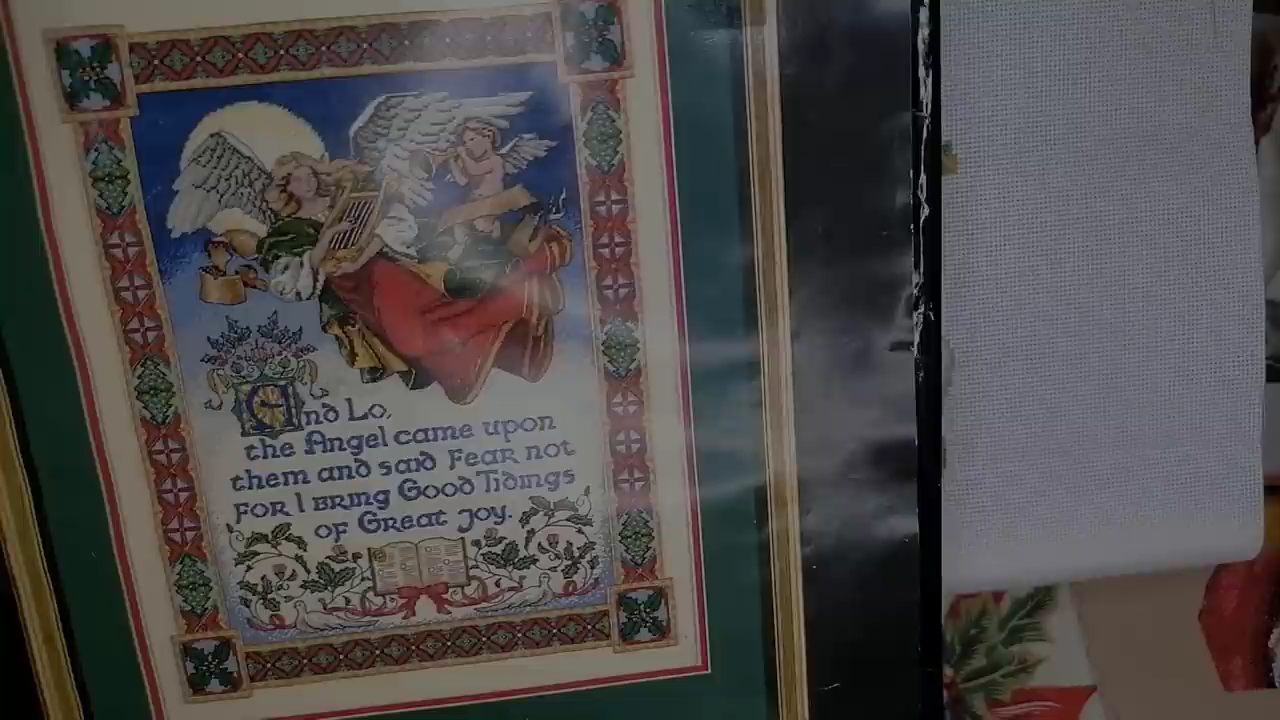 And Lo,
the Angel came upon
them and said Fear not
FOR I BRING Good Tidings
OF Great Joy.